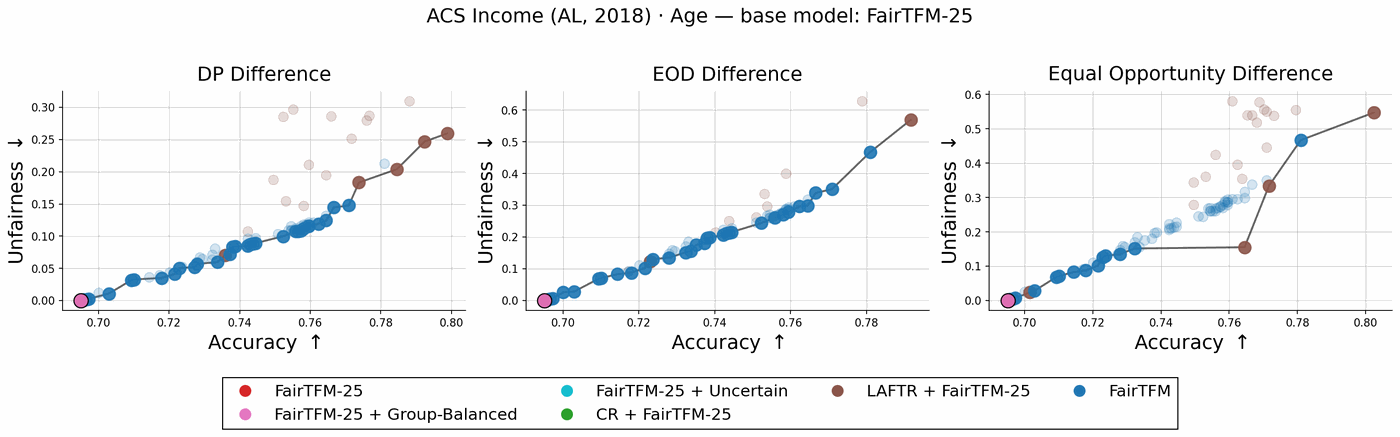 ACS Income (AL, 2018) · Age — base model: FairTFM-25
DP Difference
Unfairness ↓
0.30
0.25
0.20
0.15
0.10
0.05
0.00
0.70 0.72 0.74 0.76 0.78 0.80
Accuracy ↑
EOD Difference
Unfairness ↓
0.6
0.5
0.4
0.3
0.2
0.1
0.0
0.70 0.72 0.74 0.76 0.78
Accuracy ↑
Equal Opportunity Difference
Unfairness ↓
0.6
0.5
0.4
0.3
0.2
0.1
0.0
0.70 0.72 0.74 0.76 0.78 0.80
Accuracy ↑
FairTFM-25 FairTFM-25 + Uncertain LAFTR + FairTFM-25 FairTFM
FairTFM-25 + Group-Balanced CR + FairTFM-25